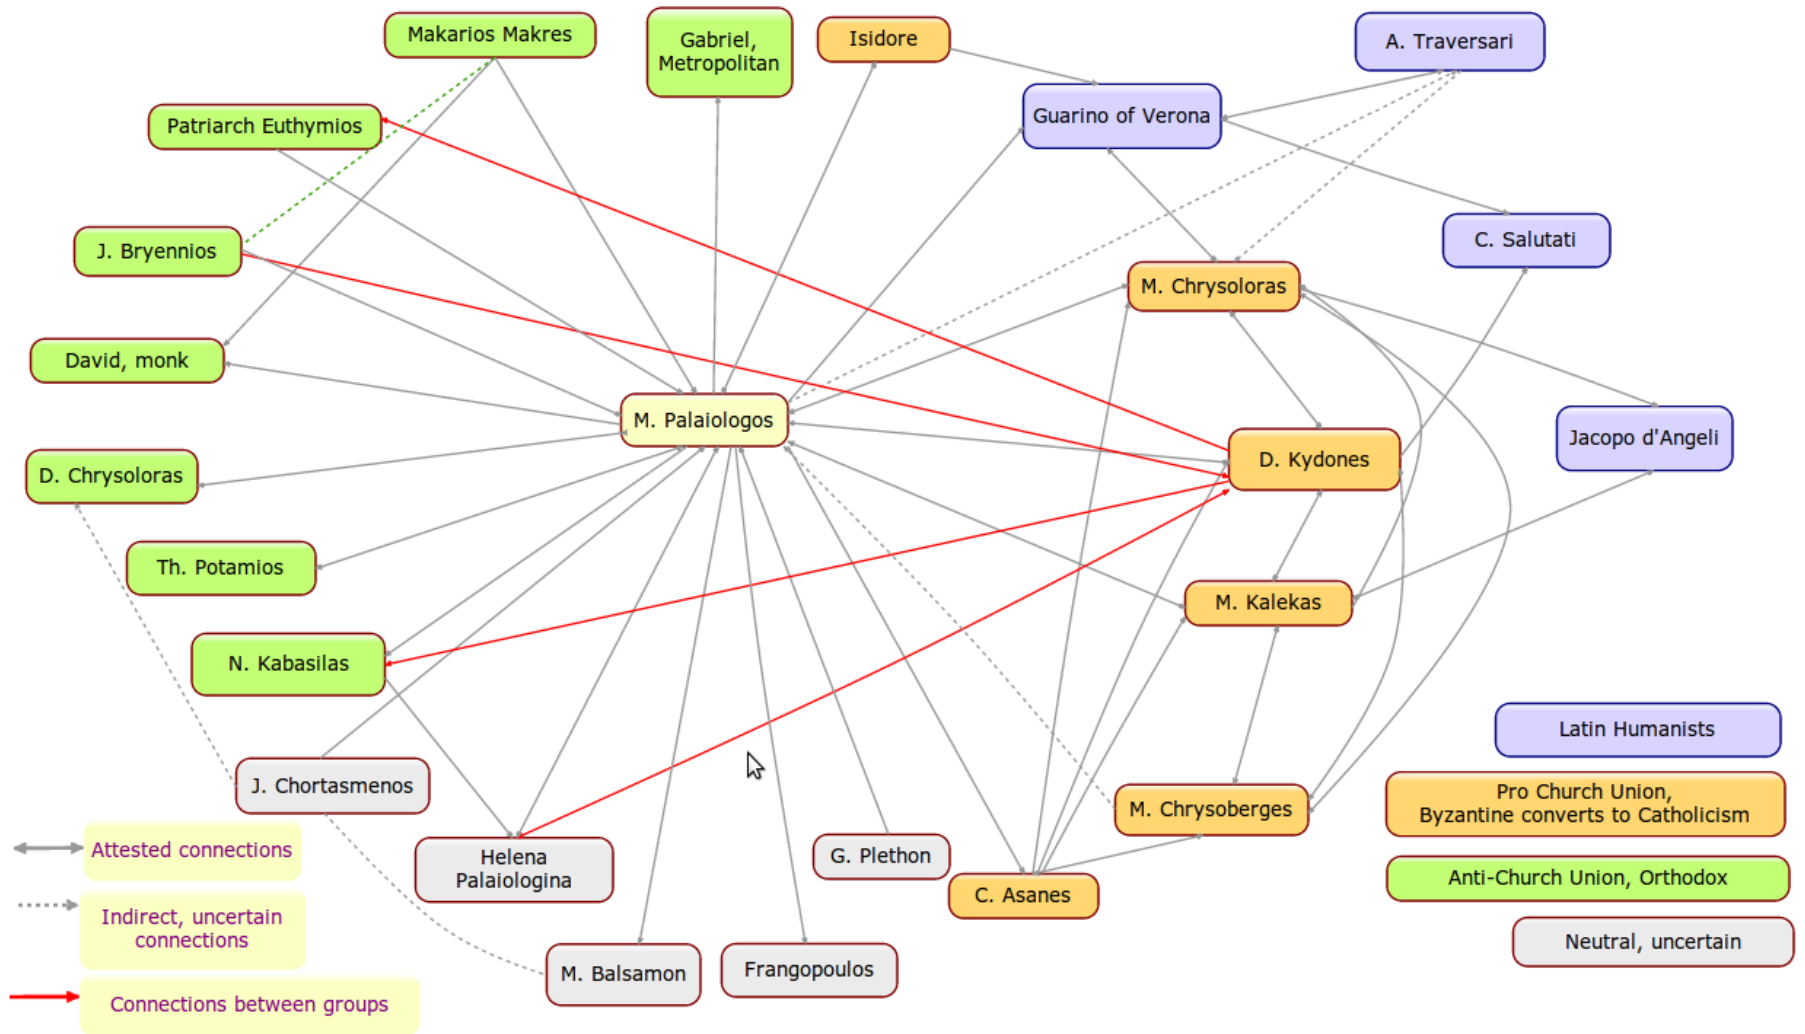 Makarios Makres
Gabriel,
Metropolitan
Isidore
A. Traversari
Patriarch Euthymios
Guarino of Verona
J. Bryennios
C. Salutati
M. Chrysoloras
David, monk
M. Palaiologos
Jacopo d'Angeli
D. Chrysoloras
D. Kydones
Th. Potamios
M. Kalekas
N. Kabasilas
J. Chortasmenos
Helena
Palaiologina
G. Plethon
M. Chrysoberges
C. Asanes
M. Balsamon
Frangopoulos
Latin Humanists
Pro Church Union,
Byzantine converts to Catholicism
Anti-Church Union, Orthodox
Neutral, uncertain
Attested connections
Indirect, uncertain
connections
Connections between groups